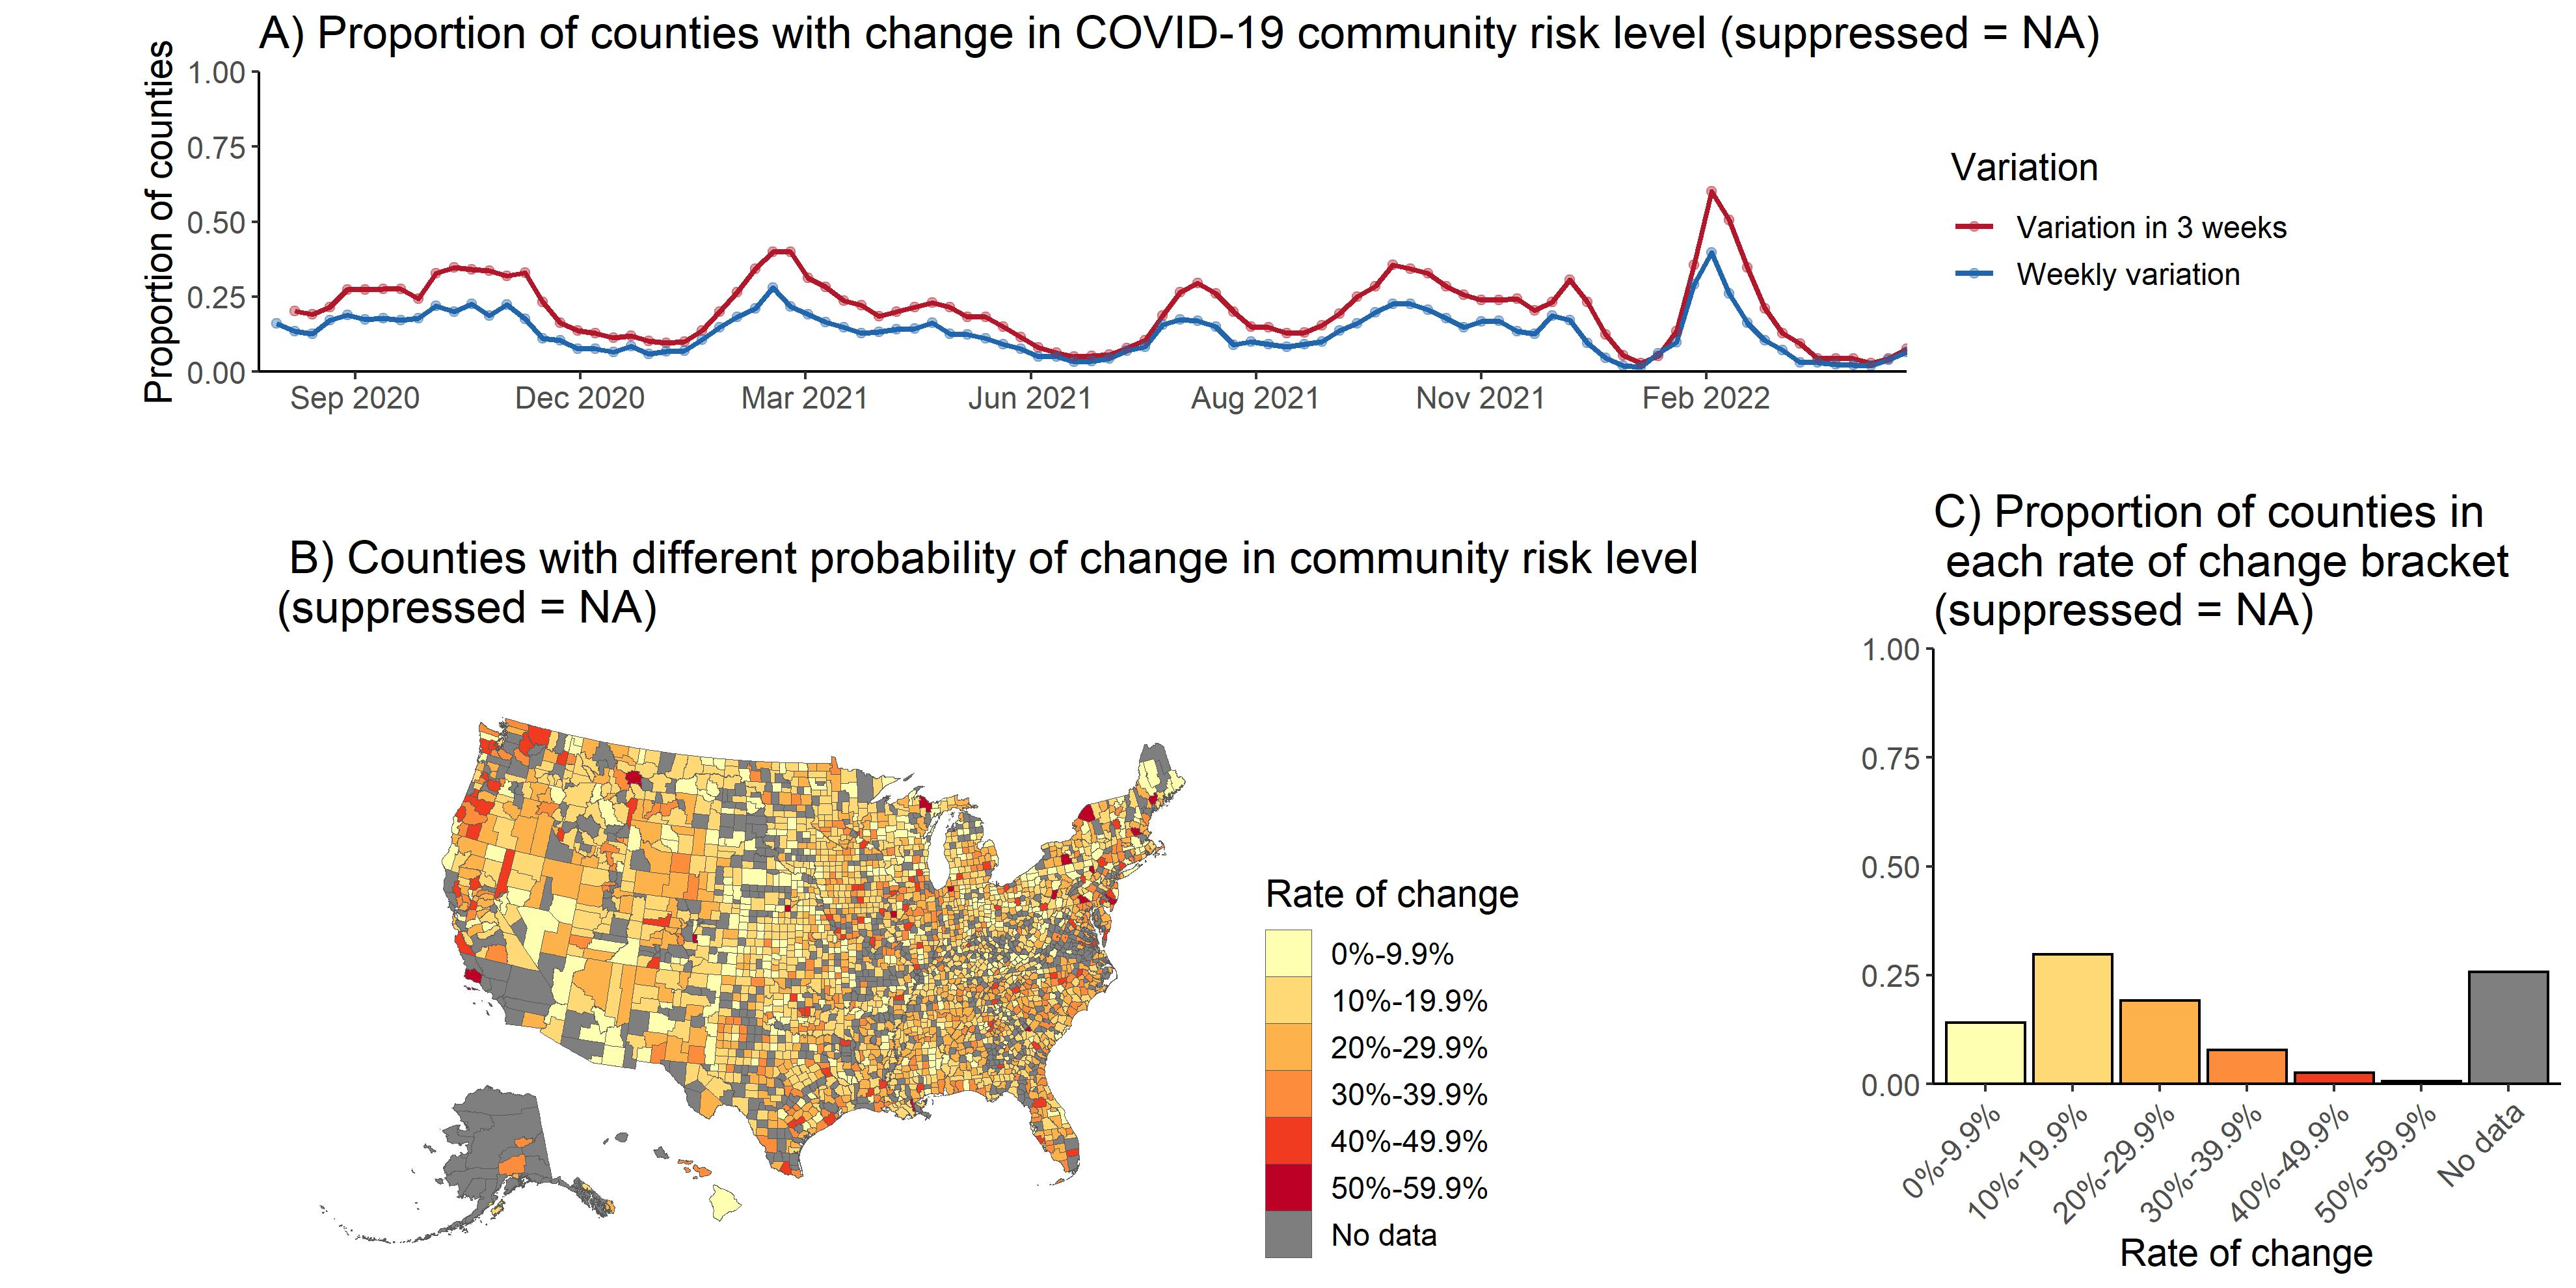 A) Proportion of counties with change in COVID-19 community risk level (suppressed = NA)
Proportion of counties
1.00
0.75
0.50
0.25
0.00
Sep 2020
Dec 2020
Mar 2021
Jun 2021
Aug 2021
Nov 2021
Feb 2022
Variation
Variation in 3 weeks
Weekly variation
B) Counties with different probability of change in community risk level
(suppressed = NA)
Rate of change
0%-9.9%
10%-19.9%
20%-29.9%
30%-39.9%
40%-49.9%
50%-59.9%
No data
C) Proportion of counties in
each rate of change bracket
(suppressed = NA)
1.00
0.75
0.50
0.25
0.00
0%-9.9%
10%-19.9%
20%-29.9%
30%-39.9%
40%-49.9%
50%-59.9%
No data
Rate of change